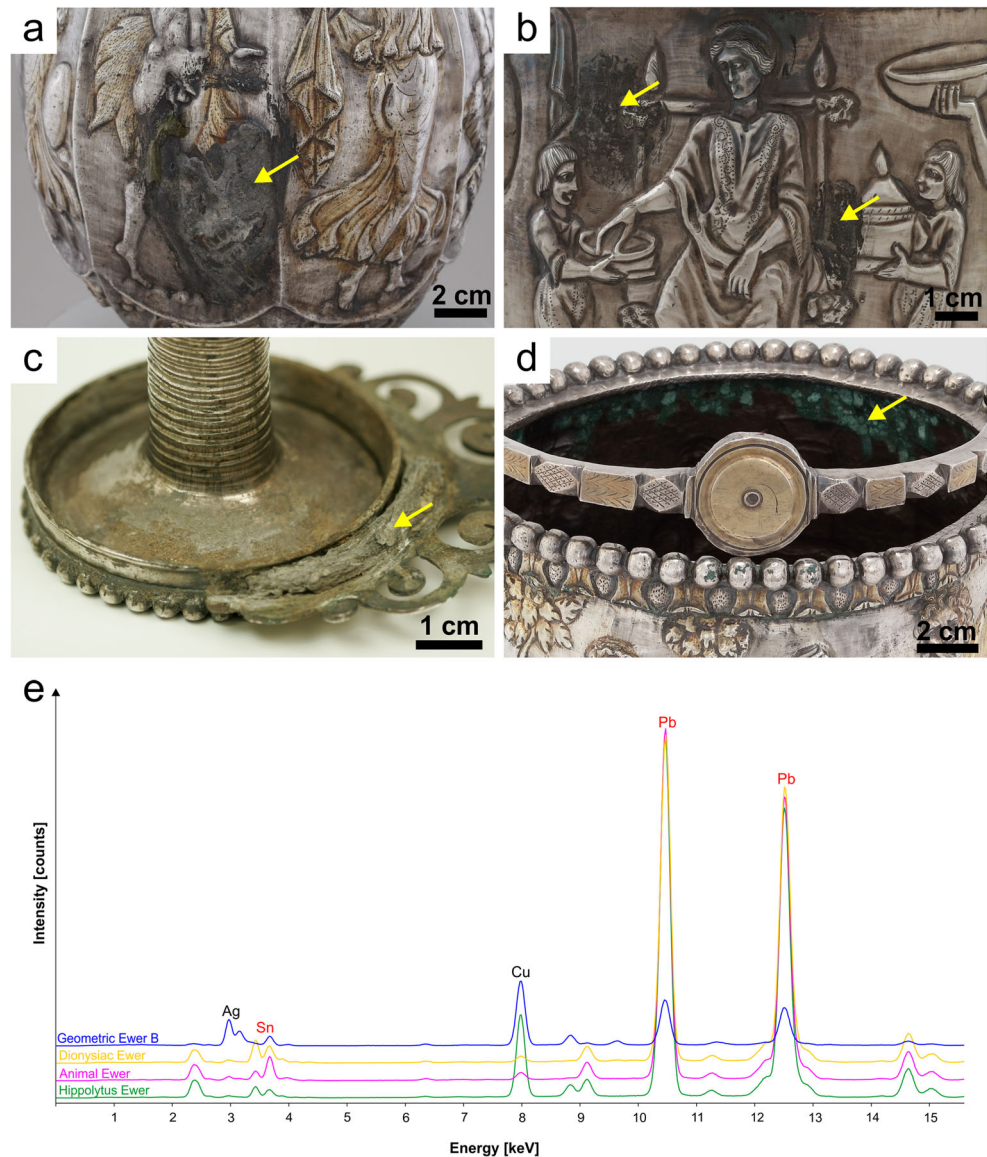 a
2 cm
b
1 cm
c
1 cm
d
2 cm
e
Intensity [counts]
Pb
Pb
Cu
Ag
Sn
Geometric Ewer B
Dionysiac Ewer
Animal Ewer
Hippolytus Ewer
1 2 3 4 5 6 7 8 9 10 11 12 13 14 15
Energy [keV]